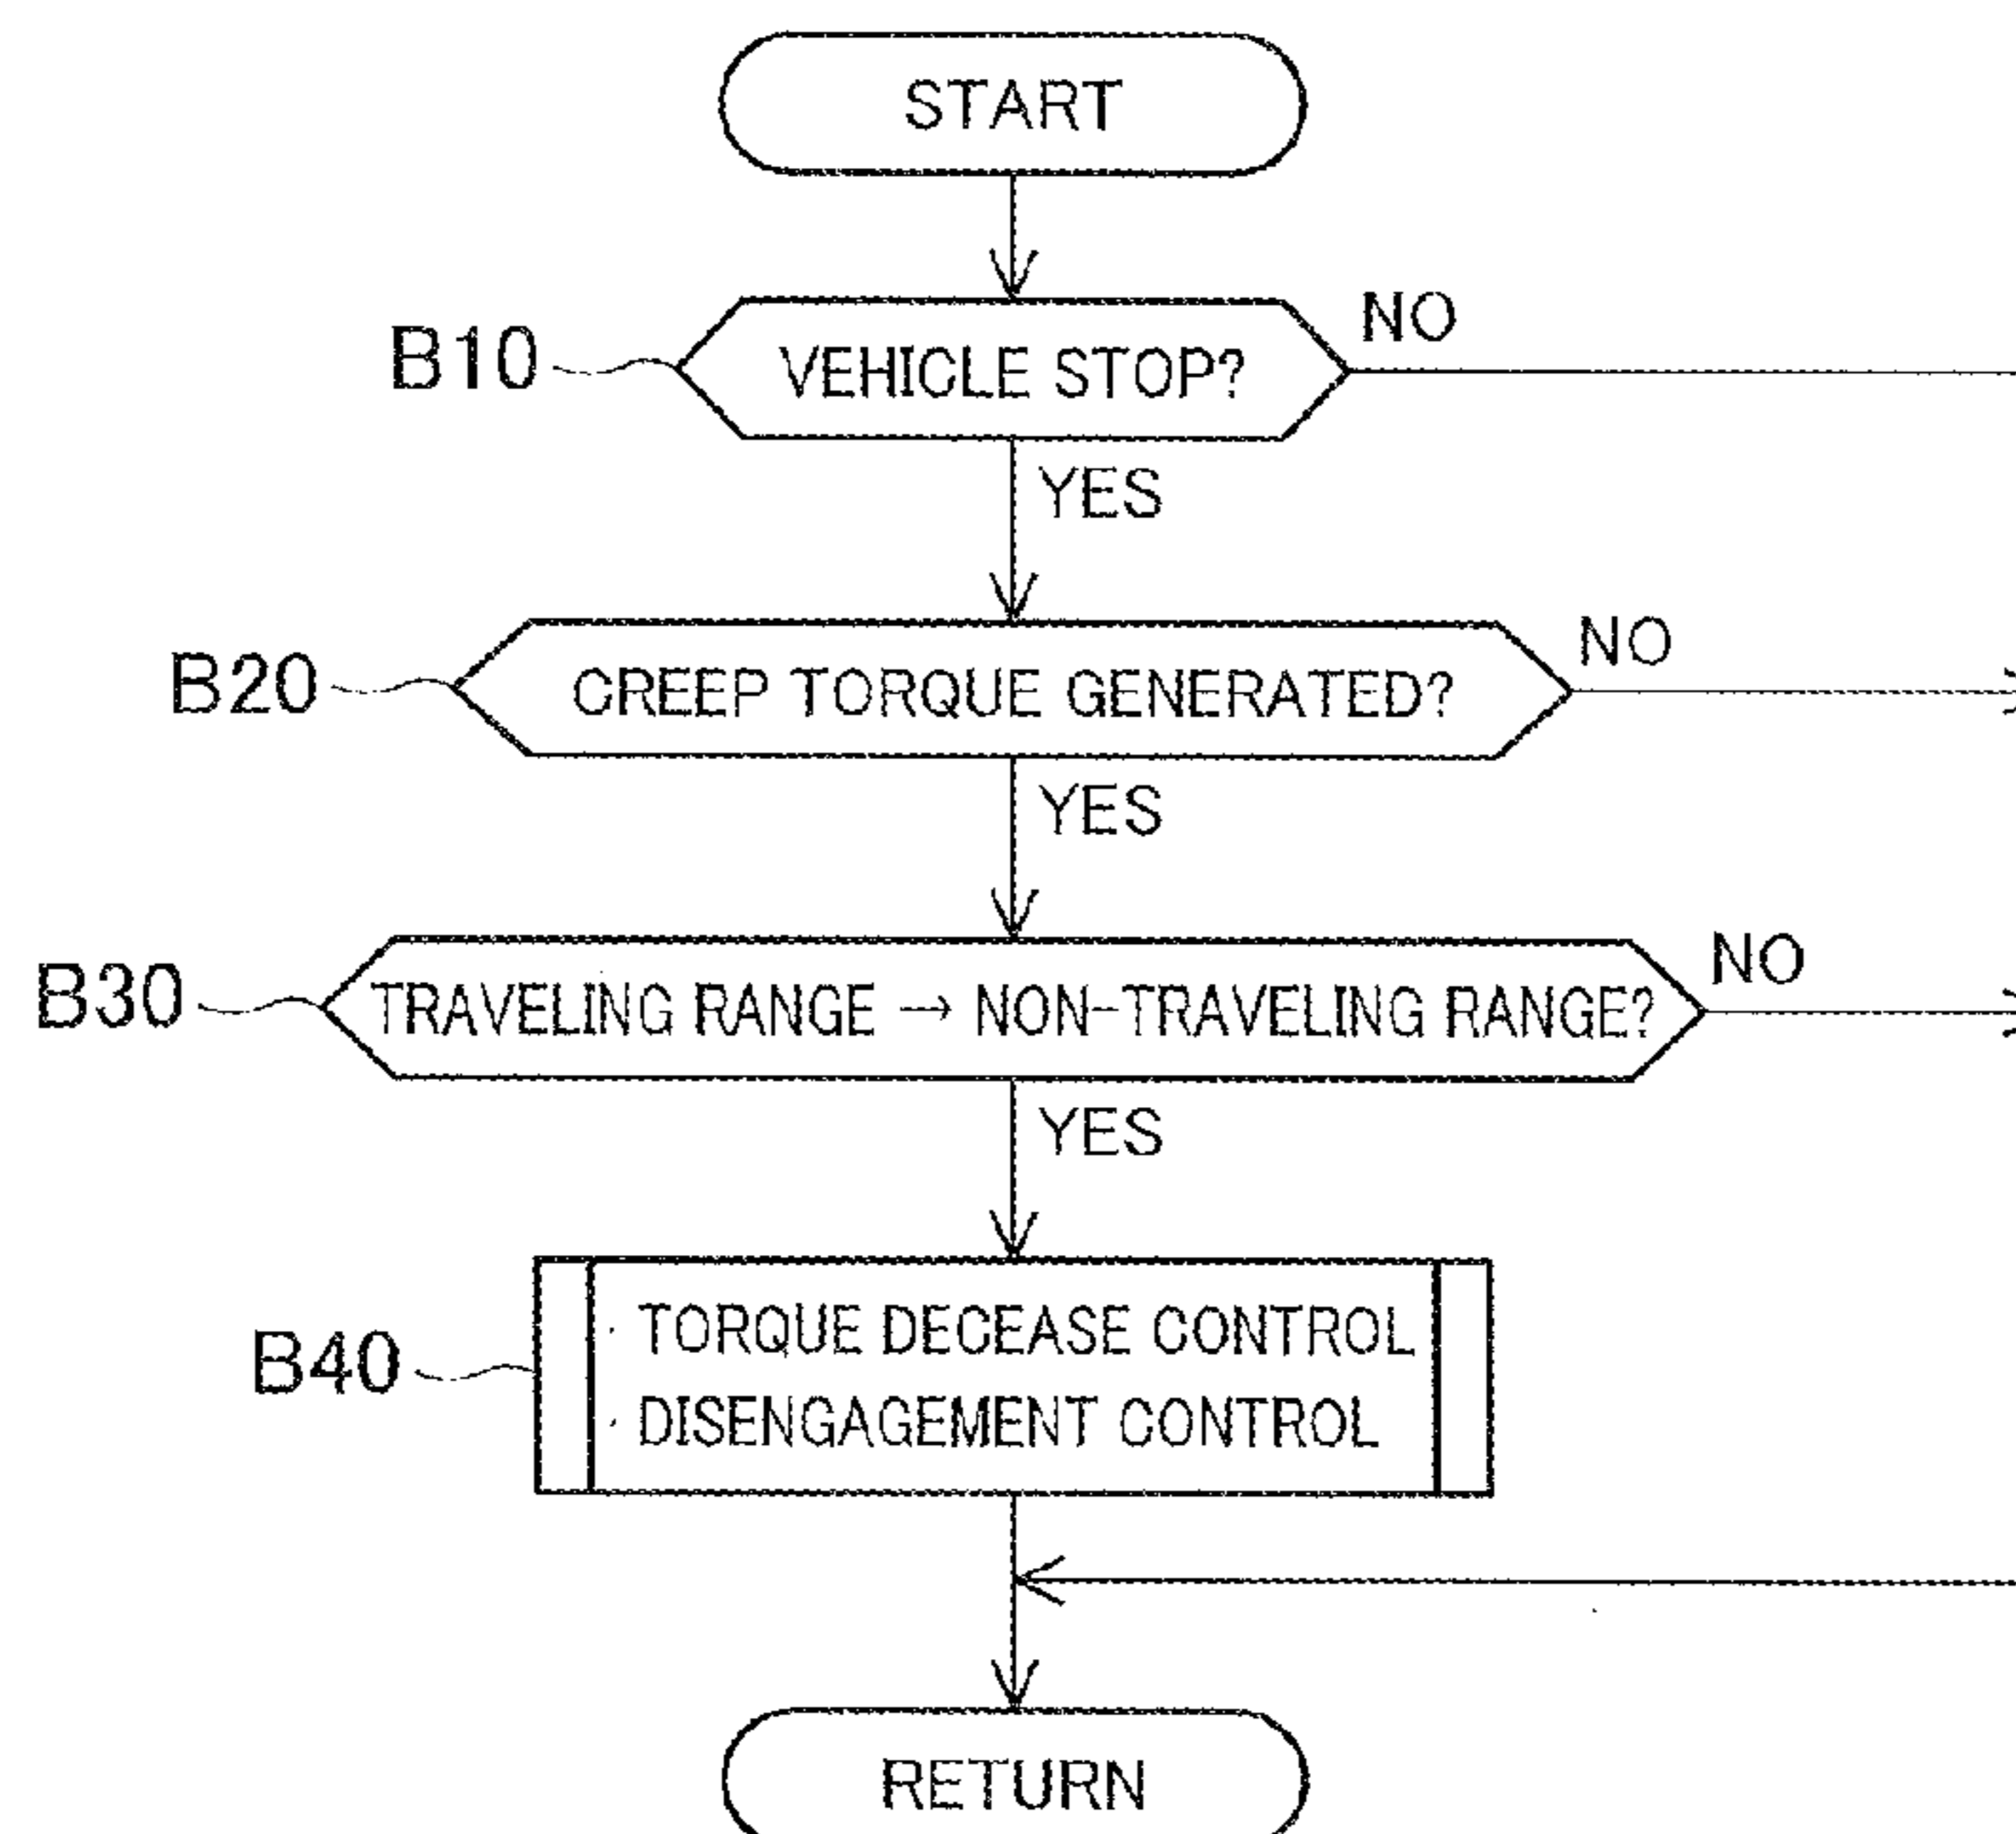 START
B10
VEHICLE STOP?
NO
YES
B20
CREEP TORQUE GENERATED?
NO
YES
B30
TRAVELING RANGE → NON-TRAVELING RANGE?
NO
YES
B40
· TORQUE DECEASE CONTROL
· DISENGAGEMENT CONTROL
RETURN